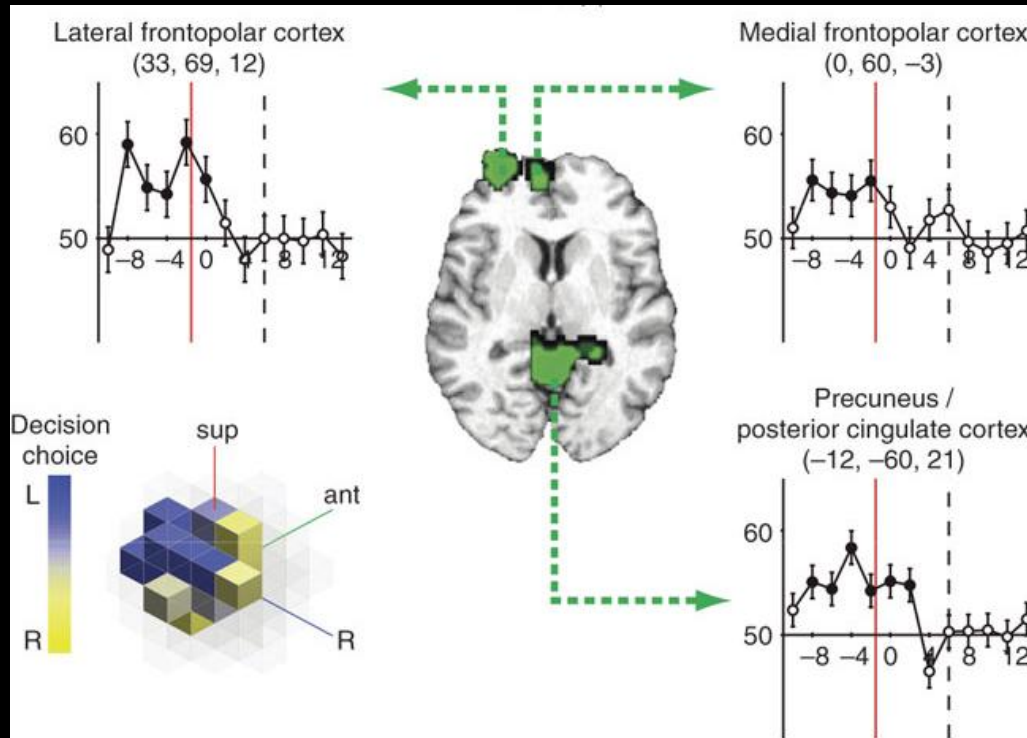 Lateral frontopolar cortex
(33, 69, 12)
60
50
−8 −4 0 4 8 12
Medial frontopolar cortex
(0, 60, −3)
60
50
−8 −4 0 4 8 12
Decision
choice
L
R
sup
ant
R
Precuneus /
posterior cingulate cortex
(−12, −60, 21)
60
50
−8 −4 0 4 8 12